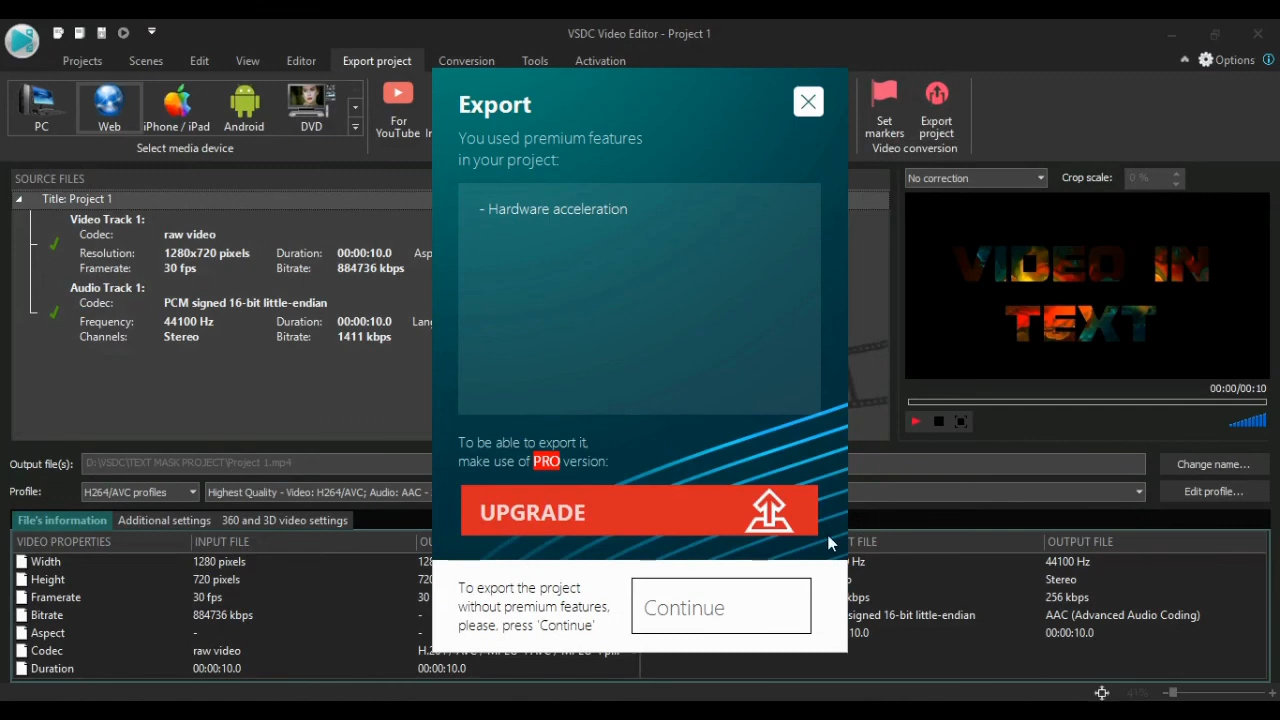 VSDC Video Editor - Project 1
Projects
Scenes
Edit
View
Editor
Export project
Conversion
Tools
Activation
Options
PC
Web
iPhone / iPad
Android
DVD
Select media device
For
YouTube
Set
markers
Export
project
Video conversion
Export
You used premium features
in your project:
- Hardware acceleration
To be able to export it,
make use of PRO version:
UPGRADE
To export the project
without premium features,
please, press 'Continue'
Continue
SOURCE FILES
Title: Project 1
Video Track 1:
Codec: raw video
Resolution: 1280x720 pixels Duration: 00:00:10.0
Framerate: 30 fps Bitrate: 884736 kbps
Audio Track 1:
Codec: PCM signed 16-bit little-endian
Frequency: 44100 Hz Duration: 00:00:10.0
Channels: Stereo Bitrate: 1411 kbps
No correction
Crop scale: 0 %
VIDEO IN
TEXT
00:00/00:10
Output file(s): D:\VSDC\TEXT MASK PROJECT\Project 1.mp4
Change name...
Profile: H264/AVC profiles Highest Quality - Video: H264/AVC; Audio: AAC -
Edit profile...
File's information Additional settings 360 and 3D video settings
VIDEO PROPERTIES INPUT FILE FILE OUTPUT FILE
Width 1280 pixels 44100 Hz
Height 720 pixels Stereo
Framerate 30 fps 30 256 kbps
Bitrate 884736 kbps signed 16-bit little-endian AAC (Advanced Audio Coding)
Aspect - - 00:00:10.0
Codec raw video
Duration 00:00:10.0 00:00:10.0
41%